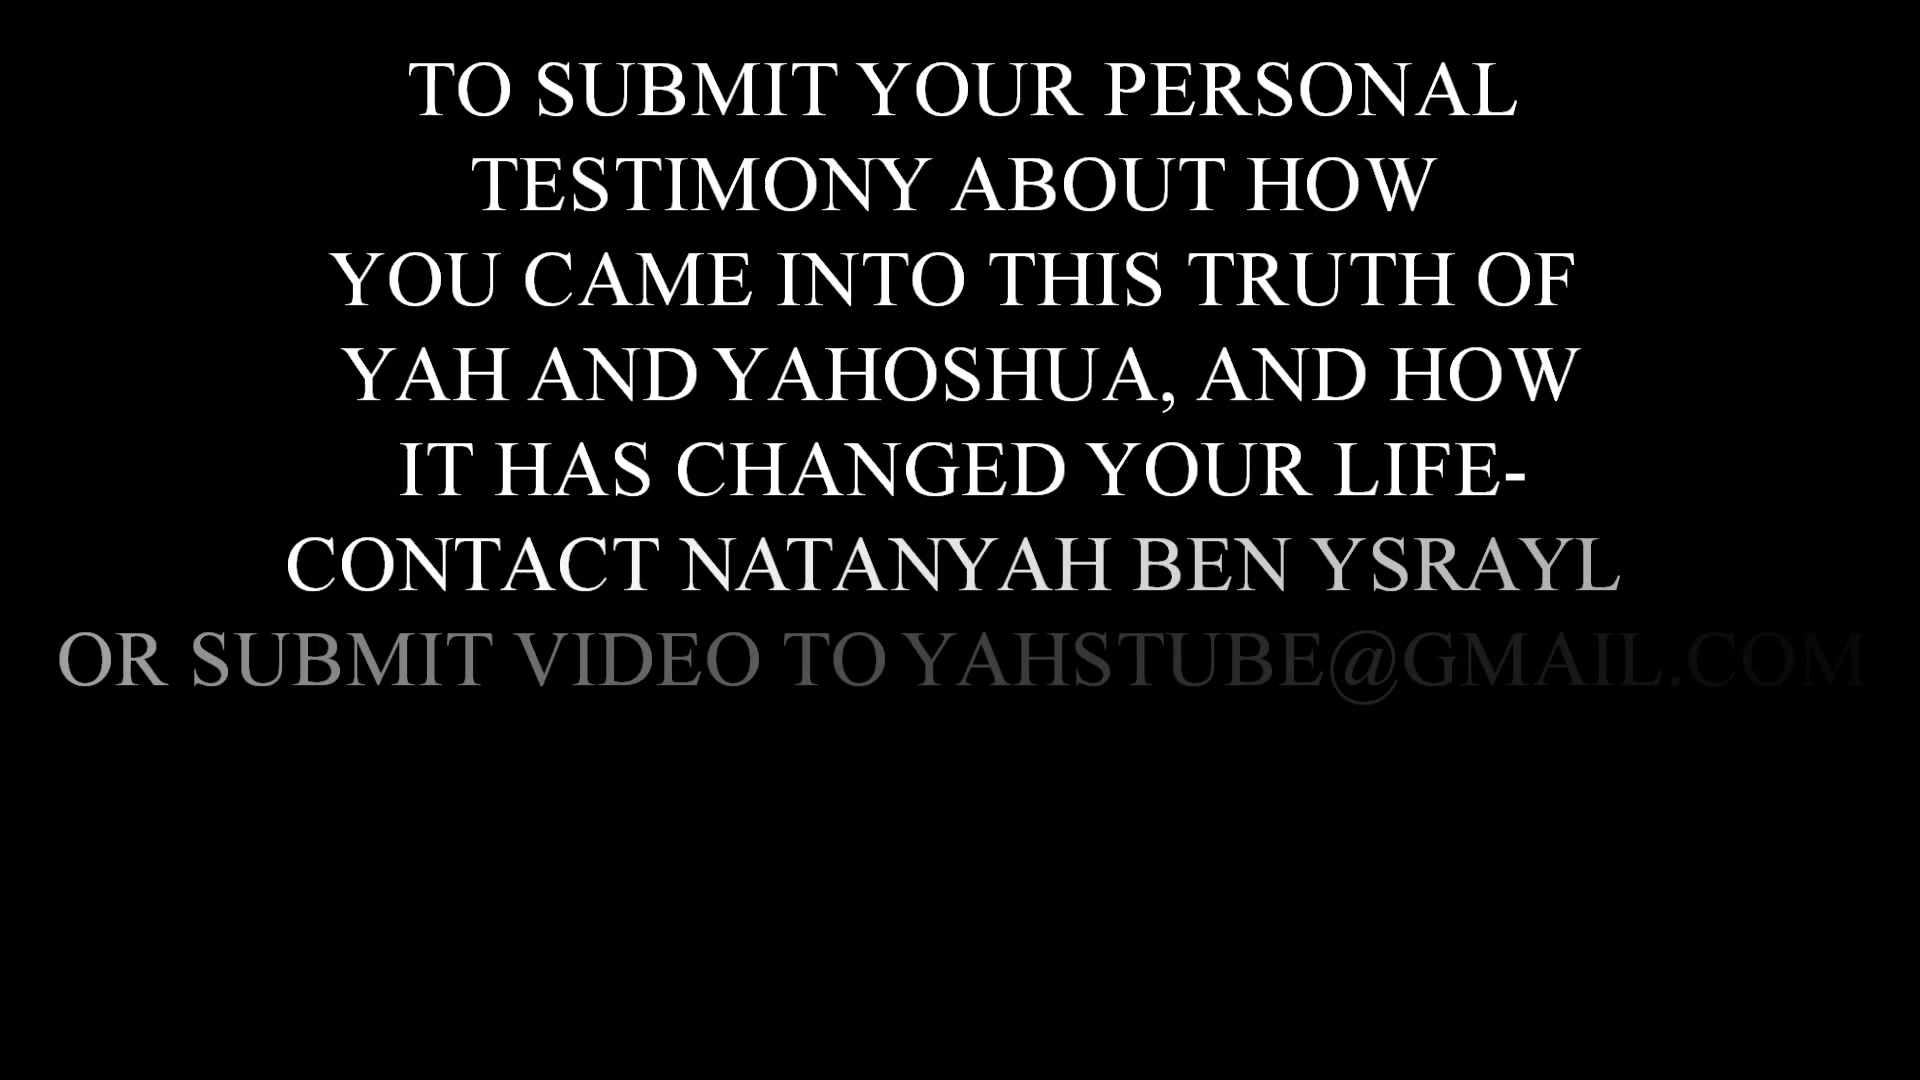 TO SUBMIT YOUR PERSONAL
TESTIMONY ABOUT HOW
YOU CAME INTO THIS TRUTH OF
YAH AND YAHOSHUA, AND HOW
IT HAS CHANGED YOUR LIFE-
CONTACT NATANYAH BEN YSRAYL
OR SUBMIT VIDEO TO YAHSTUBE@GMAIL.COM